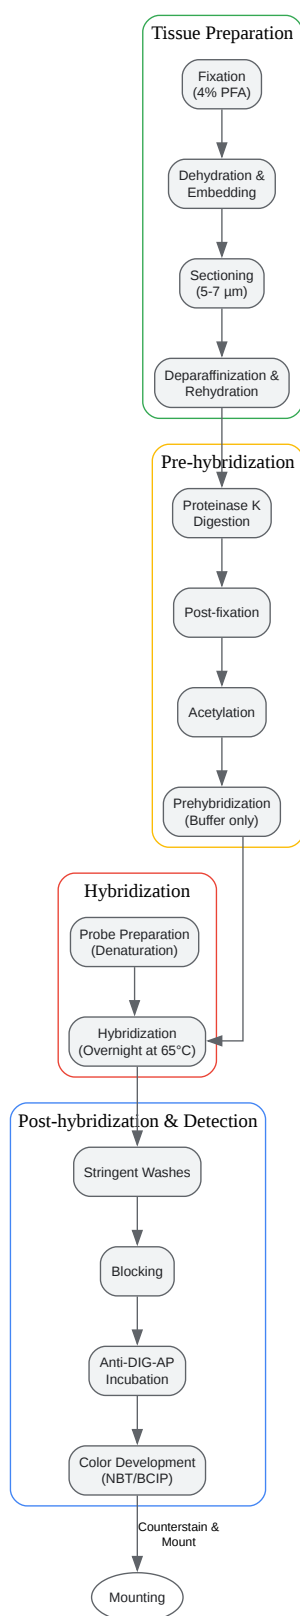 Tissue Preparation
Fixation
(4% PFA)
Dehydration &
Embedding
Sectioning
(5-7 µm)
Deparaffinization &
Rehydration
Pre-hybridization
Proteinase K
Digestion
Post-fixation
Acetylation
Prehybridization
(Buffer only)
Hybridization
Probe Preparation
(Denaturation)
Hybridization
(Overnight at 65°C)
Post-hybridization & Detection
Stringent Washes
Blocking
Anti-DIG-AP
Incubation
Color Development
(NBT/BCIP)
Counterstain &
Mount
Mounting